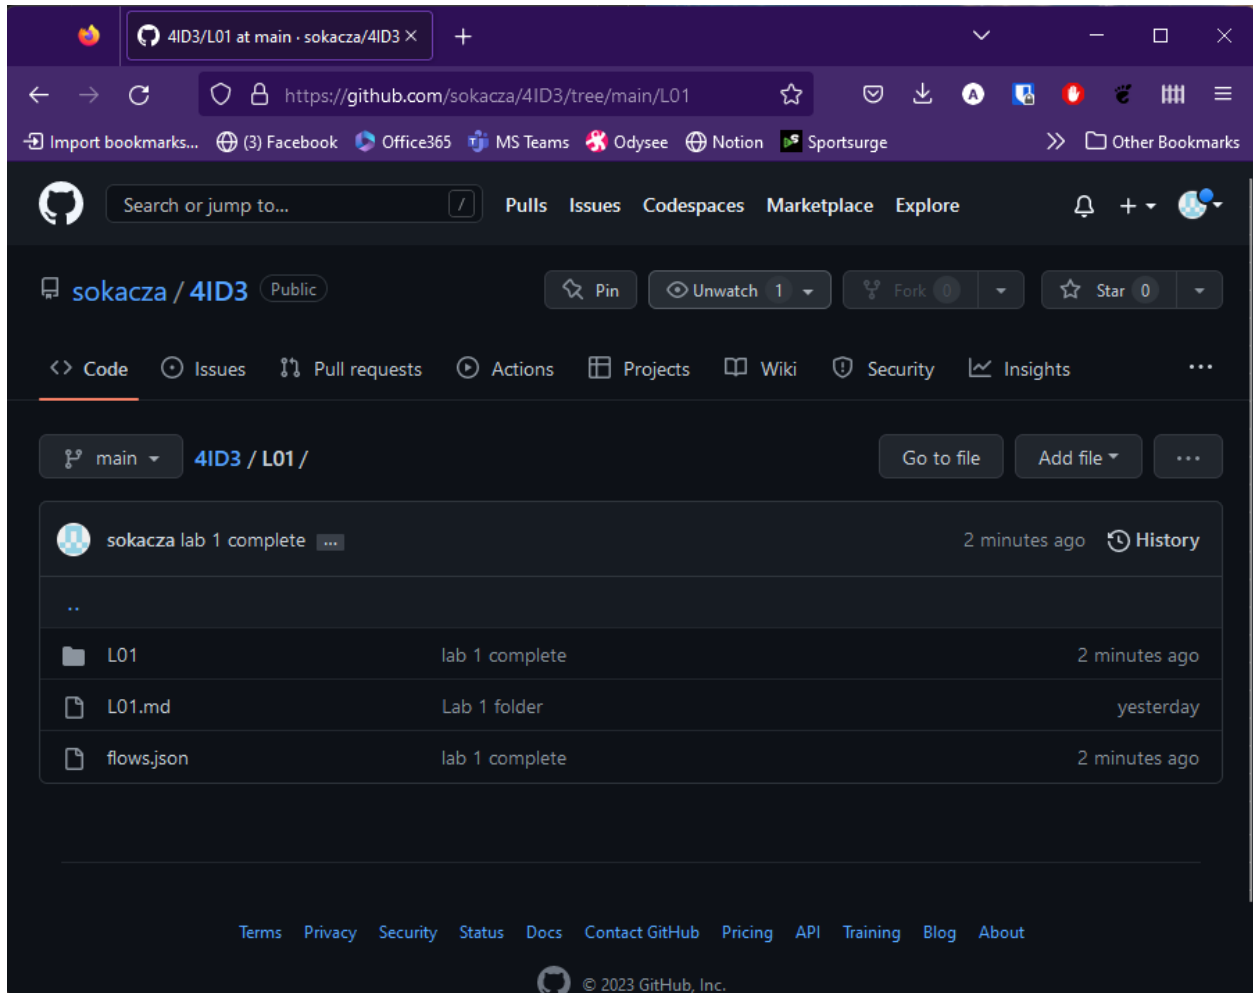 4ID3/L01 at main · sokacza/4ID3
https://github.com/sokacza/4ID3/tree/main/L01
Import bookmarks... (3) Facebook Office365 MS Teams Odysee Notion Sportsurge Other Bookmarks
Search or jump to... / Pulls Issues Codespaces Marketplace Explore
sokacza / 4ID3 Public Pin Unwatch 1 Fork 0 Star 0
Code Issues Pull requests Actions Projects Wiki Security Insights ...
main 4ID3 / L01 / Go to file Add file ...
sokacza lab 1 complete ... 2 minutes ago History
..
L01 lab 1 complete 2 minutes ago
L01.md Lab 1 folder yesterday
flows.json lab 1 complete 2 minutes ago
Terms Privacy Security Status Docs Contact GitHub Pricing API Training Blog About
© 2023 GitHub, Inc.